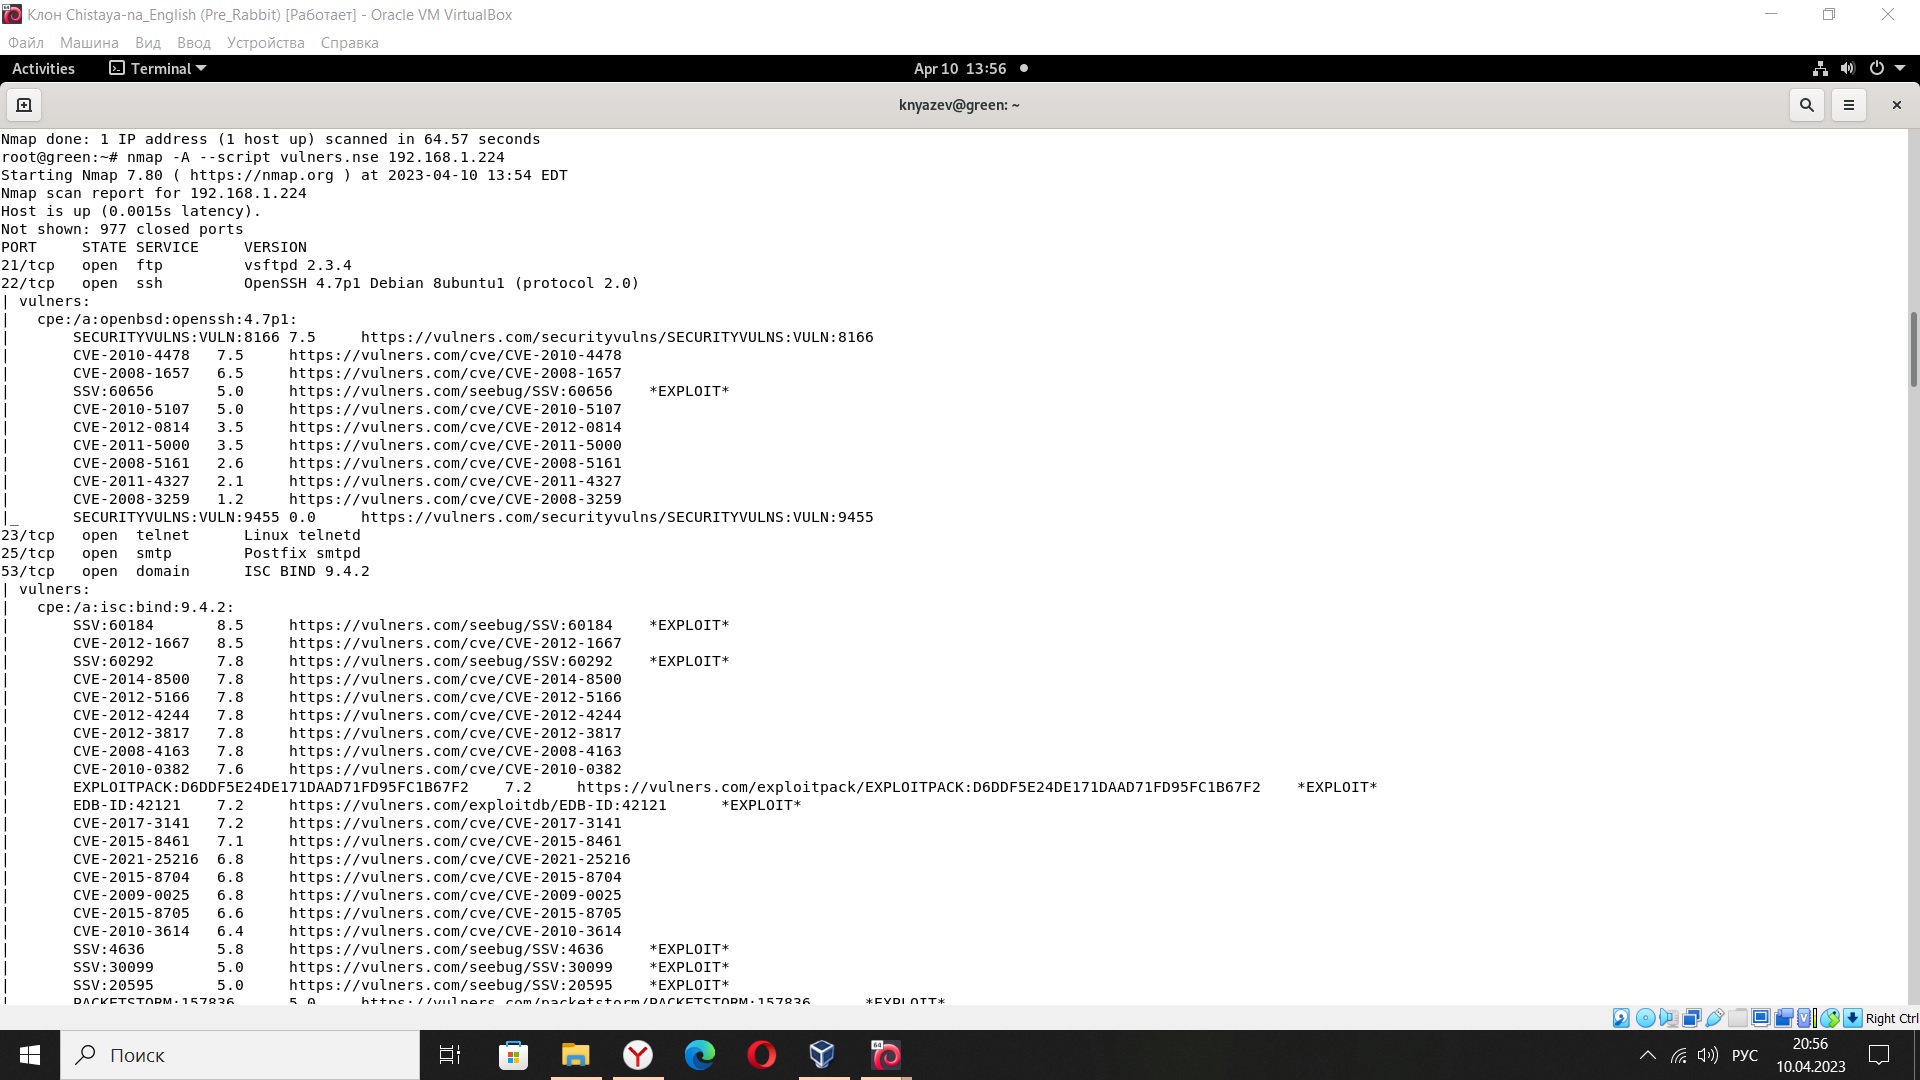 Клон Chistaya-na_English (Pre_Rabbit) [Работает] - Oracle VM VirtualBox
Файл Машина Вид Ввод Устройства Справка
Activities Terminal Apr 10 13:56
knyazev@green: ~
Nmap done: 1 IP address (1 host up) scanned in 64.57 seconds
root@green:~# nmap -A --script vulners.nse 192.168.1.224
Starting Nmap 7.80 ( https://nmap.org ) at 2023-04-10 13:54 EDT
Nmap scan report for 192.168.1.224
Host is up (0.0015s latency).
Not shown: 977 closed ports
PORT     STATE SERVICE     VERSION
21/tcp   open  ftp         vsftpd 2.3.4
22/tcp   open  ssh         OpenSSH 4.7p1 Debian 8ubuntu1 (protocol 2.0)
| vulners:
|   cpe:/a:openbsd:openssh:4.7p1:
|       SECURITYVULNS:VULN:8166 7.5     https://vulners.com/securityvulns/SECURITYVULNS:VULN:8166
|       CVE-2010-4478   7.5     https://vulners.com/cve/CVE-2010-4478
|       CVE-2008-1657   6.5     https://vulners.com/cve/CVE-2008-1657
|       SSV:60656       5.0     https://vulners.com/seebug/SSV:60656    *EXPLOIT*
|       CVE-2010-5107   5.0     https://vulners.com/cve/CVE-2010-5107
|       CVE-2012-0814   3.5     https://vulners.com/cve/CVE-2012-0814
|       CVE-2011-5000   3.5     https://vulners.com/cve/CVE-2011-5000
|       CVE-2008-5161   2.6     https://vulners.com/cve/CVE-2008-5161
|       CVE-2011-4327   2.1     https://vulners.com/cve/CVE-2011-4327
|       CVE-2008-3259   1.2     https://vulners.com/cve/CVE-2008-3259
|_      SECURITYVULNS:VULN:9455 0.0     https://vulners.com/securityvulns/SECURITYVULNS:VULN:9455
23/tcp   open  telnet      Linux telnetd
25/tcp   open  smtp        Postfix smtpd
53/tcp   open  domain      ISC BIND 9.4.2
| vulners:
|   cpe:/a:isc:bind:9.4.2:
|       SSV:60184       8.5     https://vulners.com/seebug/SSV:60184    *EXPLOIT*
|       CVE-2012-1667   8.5     https://vulners.com/cve/CVE-2012-1667
|       SSV:60292       7.8     https://vulners.com/seebug/SSV:60292    *EXPLOIT*
|       CVE-2014-8500   7.8     https://vulners.com/cve/CVE-2014-8500
|       CVE-2012-5166   7.8     https://vulners.com/cve/CVE-2012-5166
|       CVE-2012-4244   7.8     https://vulners.com/cve/CVE-2012-4244
|       CVE-2012-3817   7.8     https://vulners.com/cve/CVE-2012-3817
|       CVE-2008-4163   7.8     https://vulners.com/cve/CVE-2008-4163
|       CVE-2010-0382   7.6     https://vulners.com/cve/CVE-2010-0382
|       EXPLOITPACK:D6DDF5E24DE171DAAD71FD95FC1B67F2    7.2     https://vulners.com/exploitpack/EXPLOITPACK:D6DDF5E24DE171DAAD71FD95FC1B67F2    *EXPLOIT*
|       EDB-ID:42121    7.2     https://vulners.com/exploitdb/EDB-ID:42121      *EXPLOIT*
|       CVE-2017-3141   7.2     https://vulners.com/cve/CVE-2017-3141
|       CVE-2015-8461   7.1     https://vulners.com/cve/CVE-2015-8461
|       CVE-2021-25216  6.8     https://vulners.com/cve/CVE-2021-25216
|       CVE-2015-8704   6.8     https://vulners.com/cve/CVE-2015-8704
|       CVE-2009-0025   6.8     https://vulners.com/cve/CVE-2009-0025
|       CVE-2015-8705   6.6     https://vulners.com/cve/CVE-2015-8705
|       CVE-2010-3614   6.4     https://vulners.com/cve/CVE-2010-3614
|       SSV:4636        5.8     https://vulners.com/seebug/SSV:4636     *EXPLOIT*
|       SSV:30099       5.0     https://vulners.com/seebug/SSV:30099    *EXPLOIT*
|       SSV:20595       5.0     https://vulners.com/seebug/SSV:20595    *EXPLOIT*
|       PACKETSTORM:157836      5.0     https://vulners.com/packetstorm/PACKETSTORM:157836      *EXPLOIT*
Right Ctrl
Поиск
РУС
20:56
10.04.2023